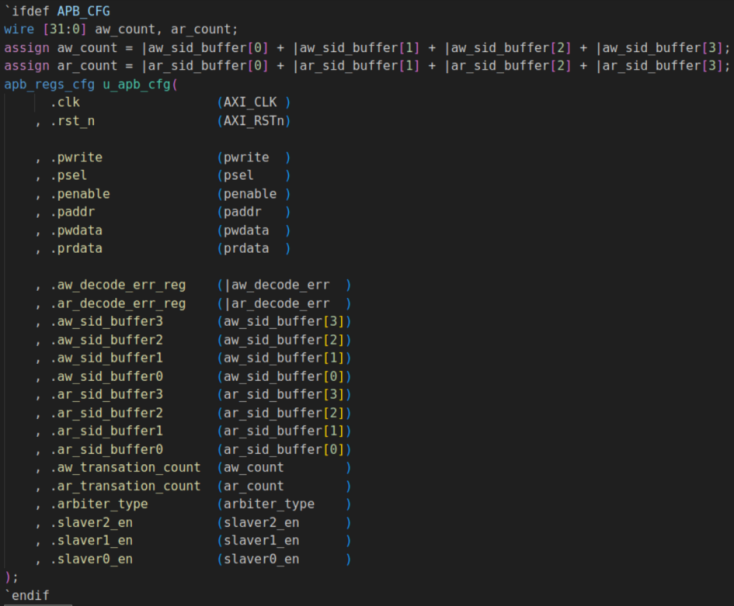 `ifdef APB_CFG
wire [31:0] aw_count, ar_count;
assign aw_count = |aw_sid_buffer[0] + |aw_sid_buffer[1] + |aw_sid_buffer[2] + |aw_sid_buffer[3];
assign ar_count = |ar_sid_buffer[0] + |ar_sid_buffer[1] + |ar_sid_buffer[2] + |ar_sid_buffer[3];
apb_regs_cfg u_apb_cfg(
      .clk                  (AXI_CLK )
    , .rst_n                (AXI_RSTn)

    , .pwrite               (pwrite  )
    , .psel                 (psel    )
    , .penable              (penable )
    , .paddr                (paddr   )
    , .pwdata               (pwdata  )
    , .prdata               (prdata  )

    , .aw_decode_err_reg    (|aw_decode_err  )
    , .ar_decode_err_reg    (|ar_decode_err  )
    , .aw_sid_buffer3       (aw_sid_buffer[3])
    , .aw_sid_buffer2       (aw_sid_buffer[2])
    , .aw_sid_buffer1       (aw_sid_buffer[1])
    , .aw_sid_buffer0       (aw_sid_buffer[0])
    , .ar_sid_buffer3       (ar_sid_buffer[3])
    , .ar_sid_buffer2       (ar_sid_buffer[2])
    , .ar_sid_buffer1       (ar_sid_buffer[1])
    , .ar_sid_buffer0       (ar_sid_buffer[0])
    , .aw_transation_count  (aw_count        )
    , .ar_transation_count  (ar_count        )
    , .arbiter_type         (arbiter_type    )
    , .slaver2_en           (slaver2_en      )
    , .slaver1_en           (slaver1_en      )
    , .slaver0_en           (slaver0_en      )
);
`endif